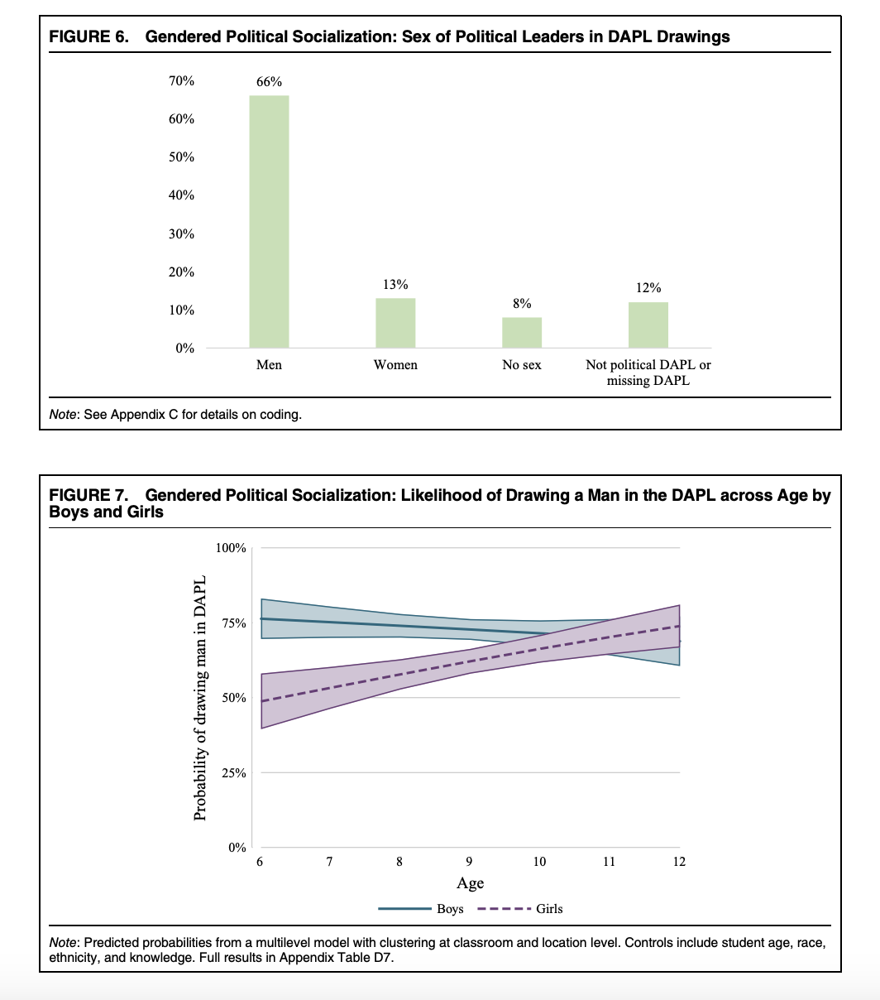 FIGURE 6. Gendered Political Socialization: Sex of Political Leaders in DAPL Drawings
70%
60%
50%
40%
30%
20%
10%
0%
66%
13%
8%
12%
Men
Women
No sex
Not political DAPL or
missing DAPL
Note: See Appendix C for details on coding.
FIGURE 7. Gendered Political Socialization: Likelihood of Drawing a Man in the DAPL across Age by
Boys and Girls
Probability of drawing man in DAPL
100%
75%
50%
25%
0%
6 7 8 9 10 11 12
Age
Boys Girls
Note: Predicted probabilities from a multilevel model with clustering at classroom and location level. Controls include student age, race,
ethnicity, and knowledge. Full results in Appendix Table D7.